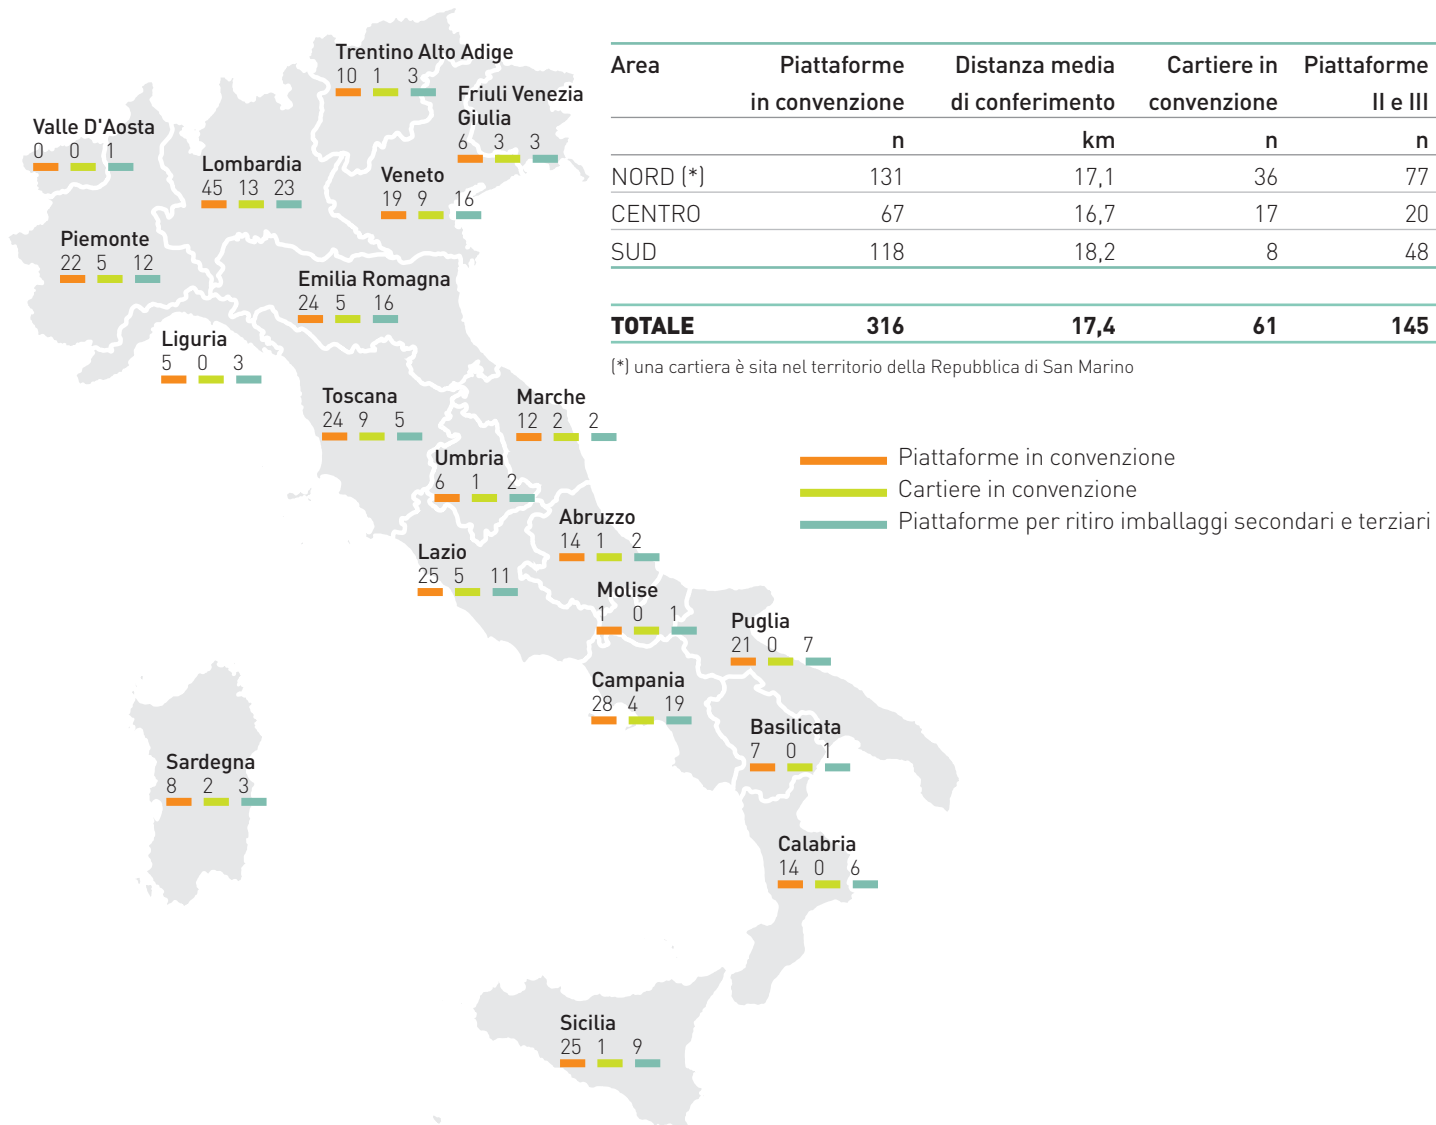 Trentino Alto Adige
10 1 3
Friuli Venezia
Giulia
6 3 3
Valle D'Aosta
0 0 1
Lombardia
45 13 23
Veneto
19 9 16
Piemonte
22 5 12
Emilia Romagna
24 5 16
Liguria
5 0 3
Toscana
24 9 5
Marche
12 2 2
Umbria
6 1 2
Abruzzo
14 1 2
Lazio
25 5 11
Molise
1 0 1
Puglia
21 0 7
Campania
28 4 19
Basilicata
7 0 1
Sardegna
8 2 3
Calabria
14 0 6
Sicilia
25 1 9
Area Piattaforme Distanza media Cartiere in Piattaforme
in convenzione di conferimento convenzione II e III
n km n n
NORD (*) 131 17,1 36 77
CENTRO 67 16,7 17 20
SUD 118 18,2 8 48
TOTALE 316 17,4 61 145
(*) una cartiera è sita nel territorio della Repubblica di San Marino
Piattaforme in convenzione
Cartiere in convenzione
Piattaforme per ritiro imballaggi secondari e terziari